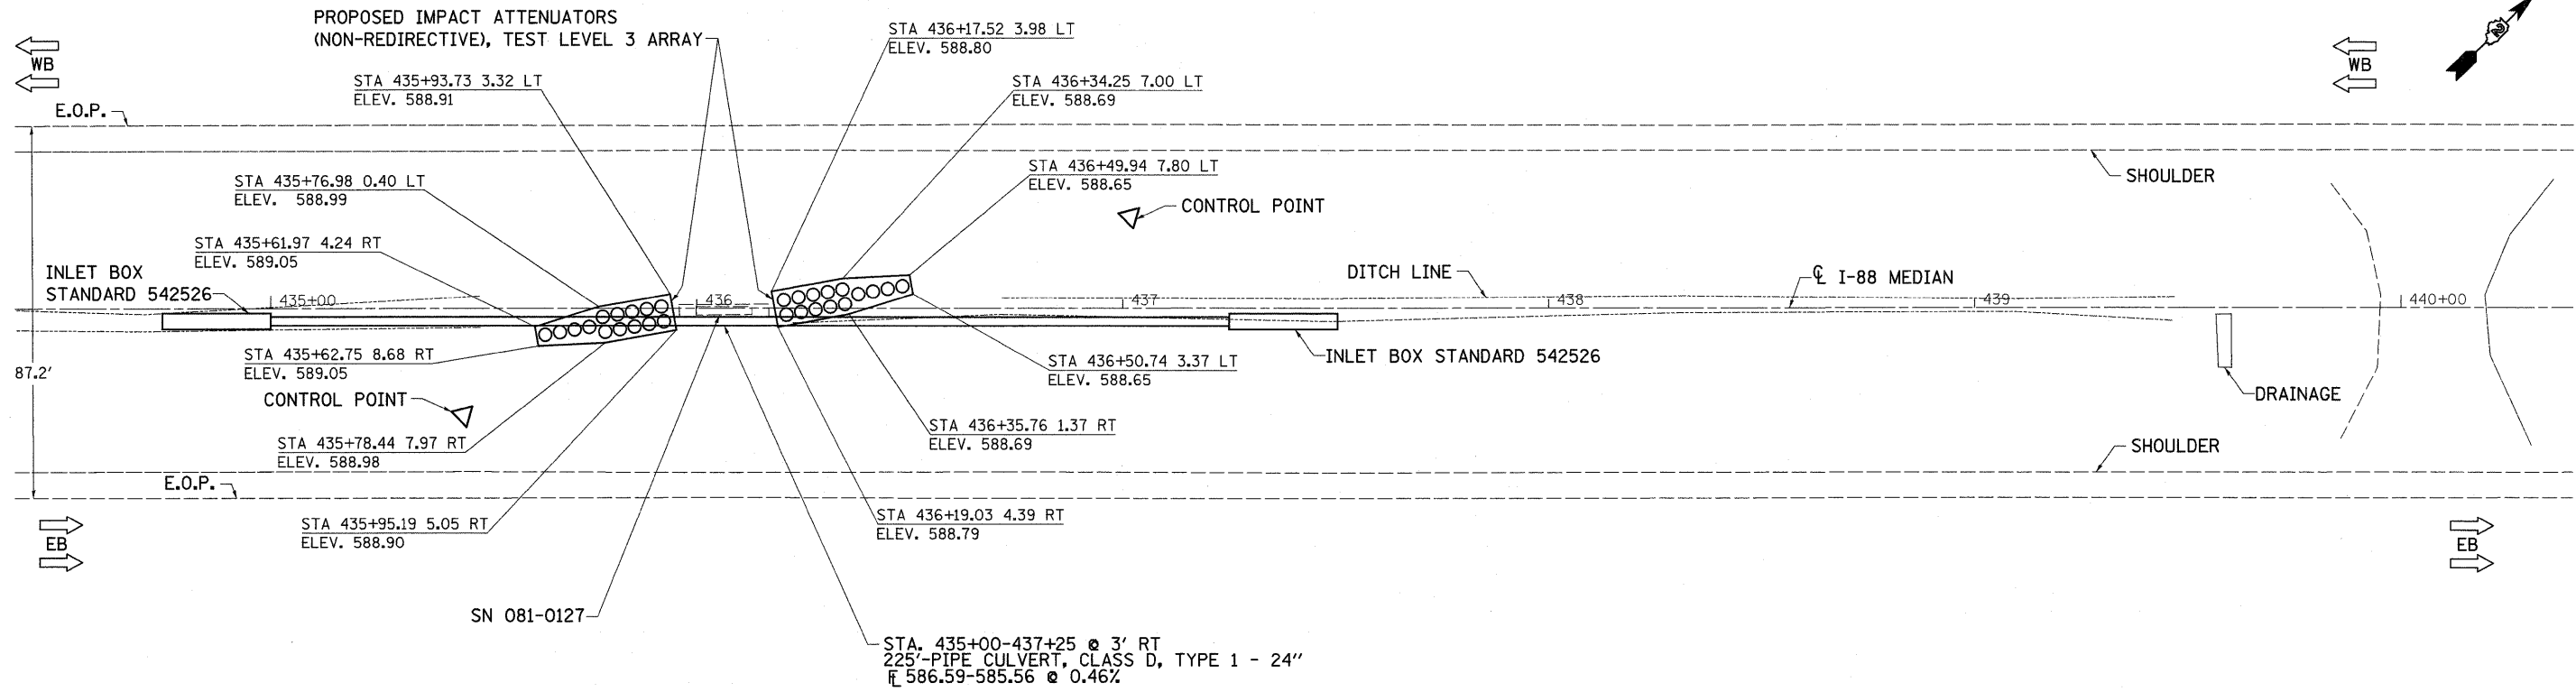 PROPOSED IMPACT ATTENUATORS
(NON-REDIRECTIVE), TEST LEVEL 3 ARRAY
STA 436+17.52 3.98 LT
ELEV. 588.80
WB
STA 435+93.73 3.32 LT
ELEV. 588.91
STA 436+34.25 7.00 LT
ELEV. 588.69
WB
E.O.P.
STA 436+49.94 7.80 LT
ELEV. 588.65
SHOULDER
STA 435+76.98 0.40 LT
ELEV. 588.99
CONTROL POINT
STA 435+61.97 4.24 RT
ELEV. 589.05
INLET BOX
STANDARD 542526
DITCH LINE
℄ I-88 MEDIAN
435+00
436
437
438
439
440+00
STA 435+62.75 8.68 RT
ELEV. 589.05
STA 436+50.74 3.37 LT
ELEV. 588.65
INLET BOX STANDARD 542526
87.2'
CONTROL POINT
DRAINAGE
STA 436+35.76 1.37 RT
ELEV. 588.69
STA 435+78.44 7.97 RT
ELEV. 588.98
SHOULDER
E.O.P.
STA 435+95.19 5.05 RT
ELEV. 588.90
STA 436+19.03 4.39 RT
ELEV. 588.79
EB
EB
SN 081-0127
STA. 435+00-437+25 @ 3' RT
225'-PIPE CULVERT, CLASS D, TYPE 1 - 24"
FL 586.59-585.56 @ 0.46%